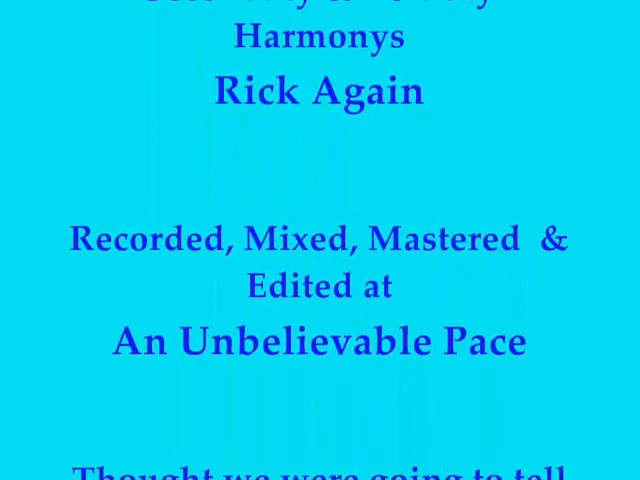 Harmonys
Rick Again
Recorded, Mixed, Mastered &
Edited at
An Unbelievable Pace
Thought we were going to tell